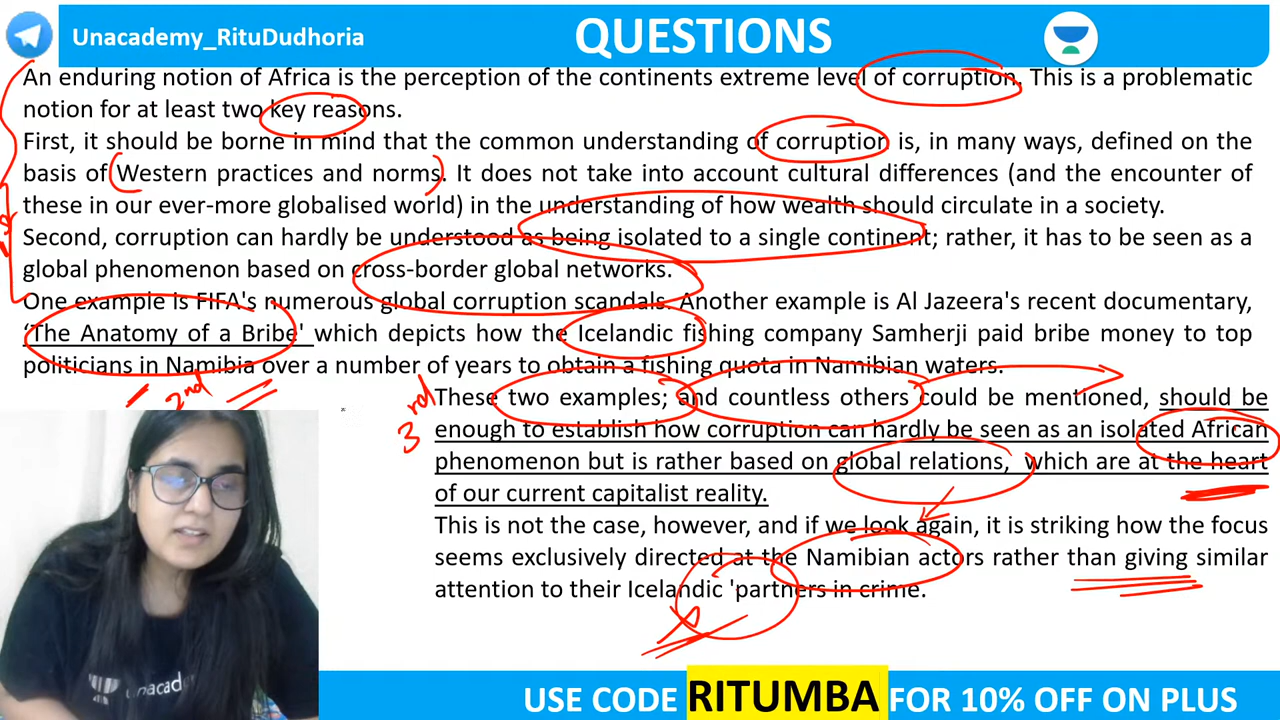 Unacademy_RituDudhoria
QUESTIONS
An enduring notion of Africa is the perception of the continents extreme level of corruption. This is a problematic
notion for at least two key reasons.
First, it should be borne in mind that the common understanding of corruption is, in many ways, defined on the
basis of Western practices and norms. It does not take into account cultural differences (and the encounter of
these in our ever-more globalised world) in the understanding of how wealth should circulate in a society.
Second, corruption can hardly be understood as being isolated to a single continent; rather, it has to be seen as a
global phenomenon based on cross-border global networks.
One example is FIFA's numerous global corruption scandals. Another example is Al Jazeera's recent documentary,
‘The Anatomy of a Bribe' which depicts how the Icelandic fishing company Samherji paid bribe money to top
politicians in Namibia over a number of years to obtain a fishing quota in Namibian waters.
2nd
3rd
These two examples; and countless others could be mentioned, should be
enough to establish how corruption can hardly be seen as an isolated African
phenomenon but is rather based on global relations, which are at the heart
of our current capitalist reality.
This is not the case, however, and if we look again, it is striking how the focus
seems exclusively directed at the Namibian actors rather than giving similar
attention to their Icelandic 'partners in crime.
unacad
USE CODE RITUMBA FOR 10% OFF ON PLUS